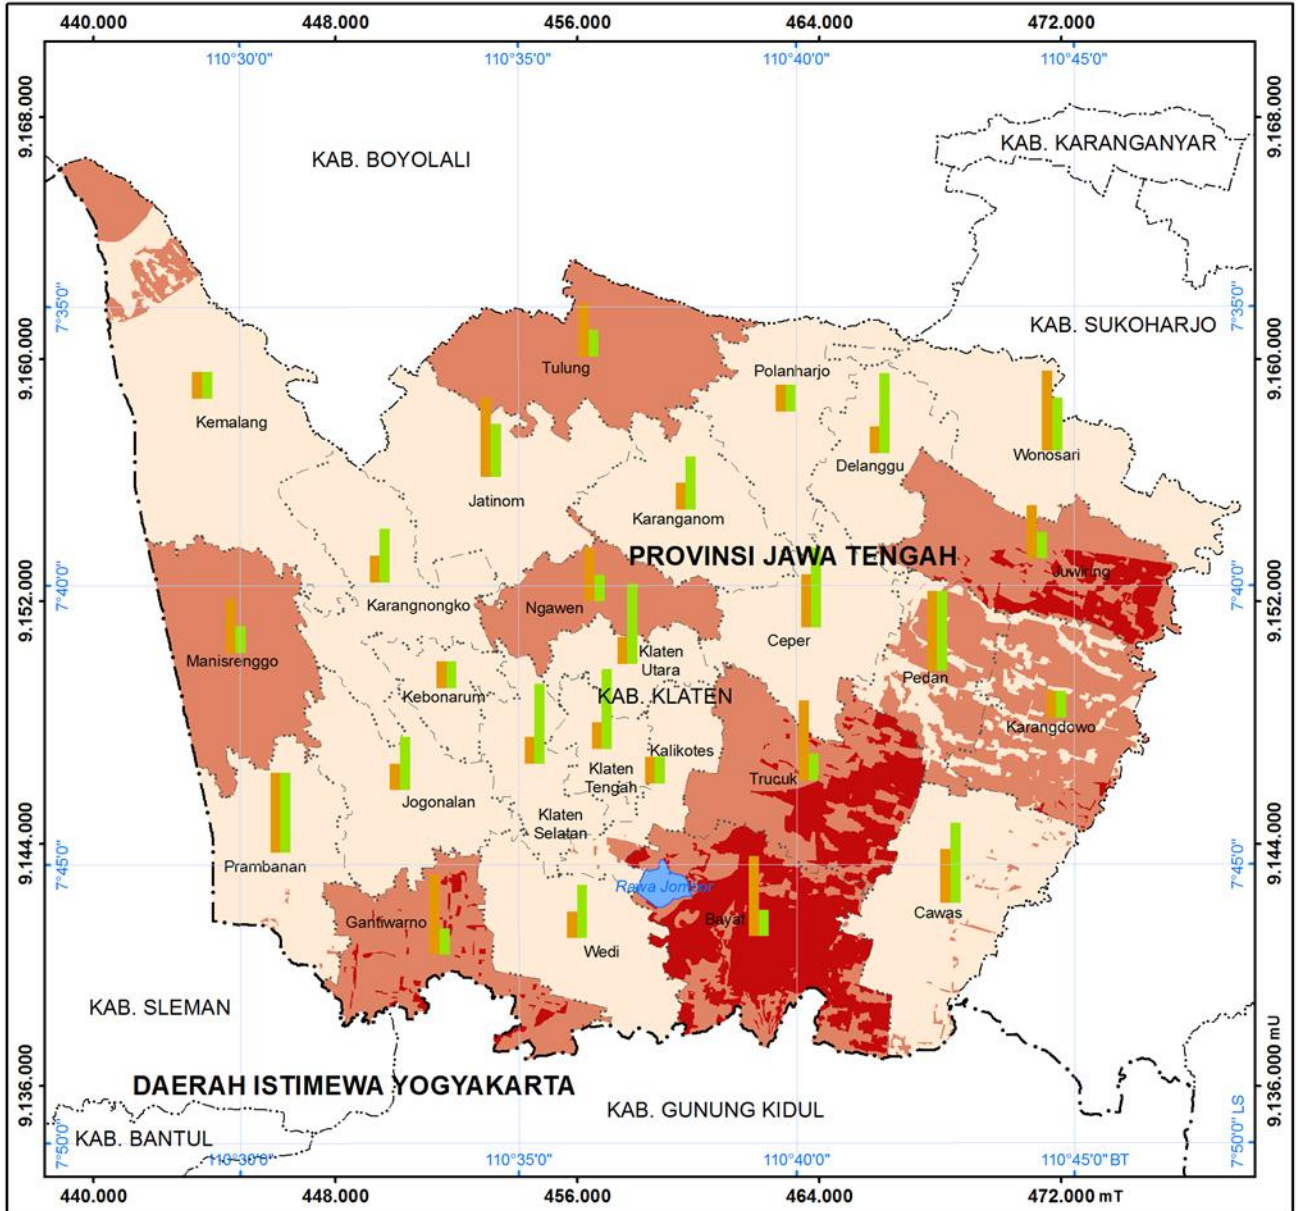 440.000 448.000 456.000 464.000 472.000
110°30'0" 110°35'0" 110°40'0" 110°45'0"
9.168.000 9.168.000
KAB. BOYOLALI
KAB. KARANGANYAR
7°35'0" 7°35'0"
KAB. SUKOHARJO
9.160.000 9.160.000
Tulung
Polanharjo
Kemalang
Delanggu
Wonosari
Jatinom
Karanganom
PROVINSI JAWA TENGAH
Juwiring
7°40'0" 7°40'0"
9.152.000 9.152.000
Karangnongko
Ngawen
Ceper
Klaten
Utara
Manisrenggo
Pedan
Kebonarum
KAB. KLATEN
Karangdowo
Kalikotes
Klaten
Tengah
Trucuk
Jogonalan
Klaten
Selatan
9.144.000 9.144.000
Prambanan
7°45'0" 7°45'0"
Rawa Jombor
Gantiwarno
Bayat
Cawas
Wedi
KAB. SLEMAN
9.136.000 9.136.000 mU
DAERAH ISTIMEWA YOGYAKARTA
KAB. GUNUNG KIDUL
KAB. BANTUL
7°50'0" 7°50'0" LS
110°30'0" 110°35'0" 110°40'0" 110°45'0" BT
440.000 448.000 456.000 464.000 472.000 mT